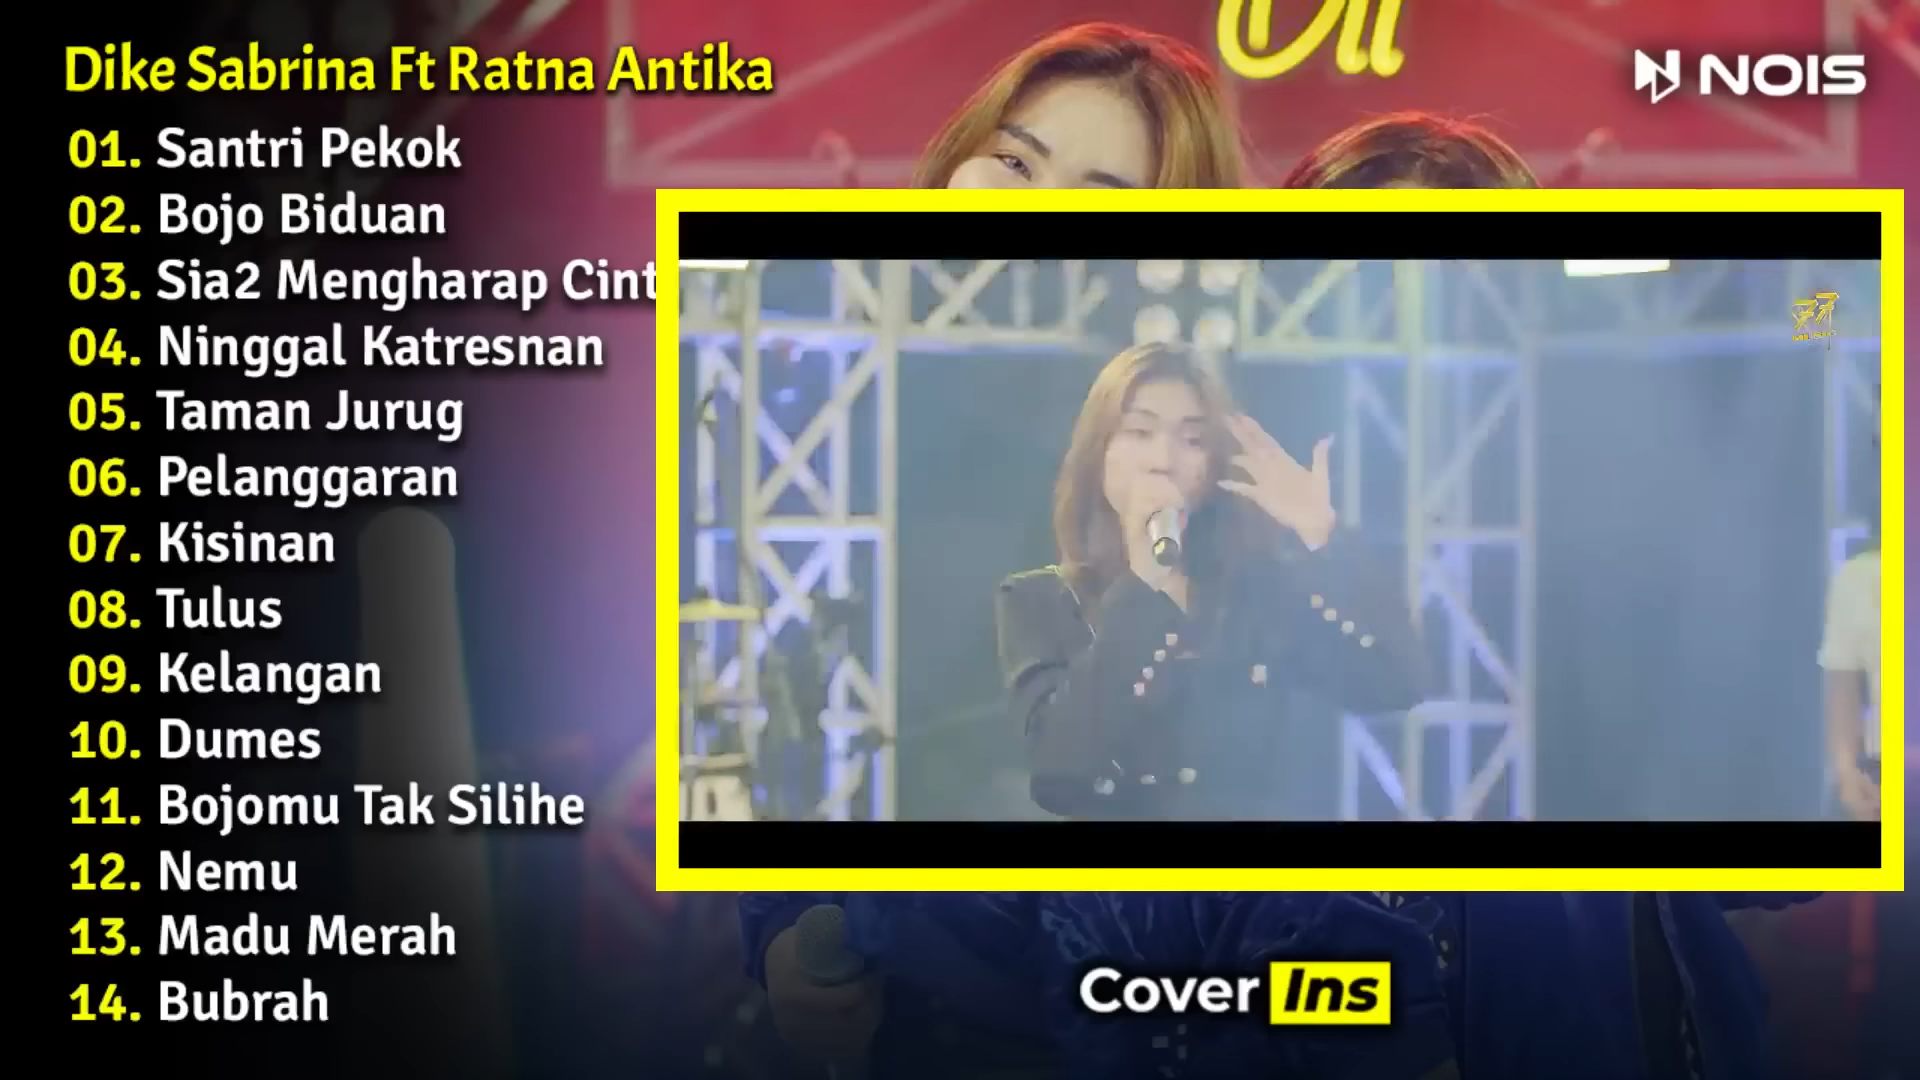 Dike Sabrina Ft Ratna Antika
NOIS
01. Santri Pekok
02. Bojo Biduan
03. Sia2 Mengharap Cint
04. Ninggal Katresnan
05. Taman Jurug
06. Pelanggaran
07. Kisinan
08. Tulus
09. Kelangan
10. Dumes
11. Bojomu Tak Silihe
12. Nemu
13. Madu Merah
14. Bubrah
Cover Ins